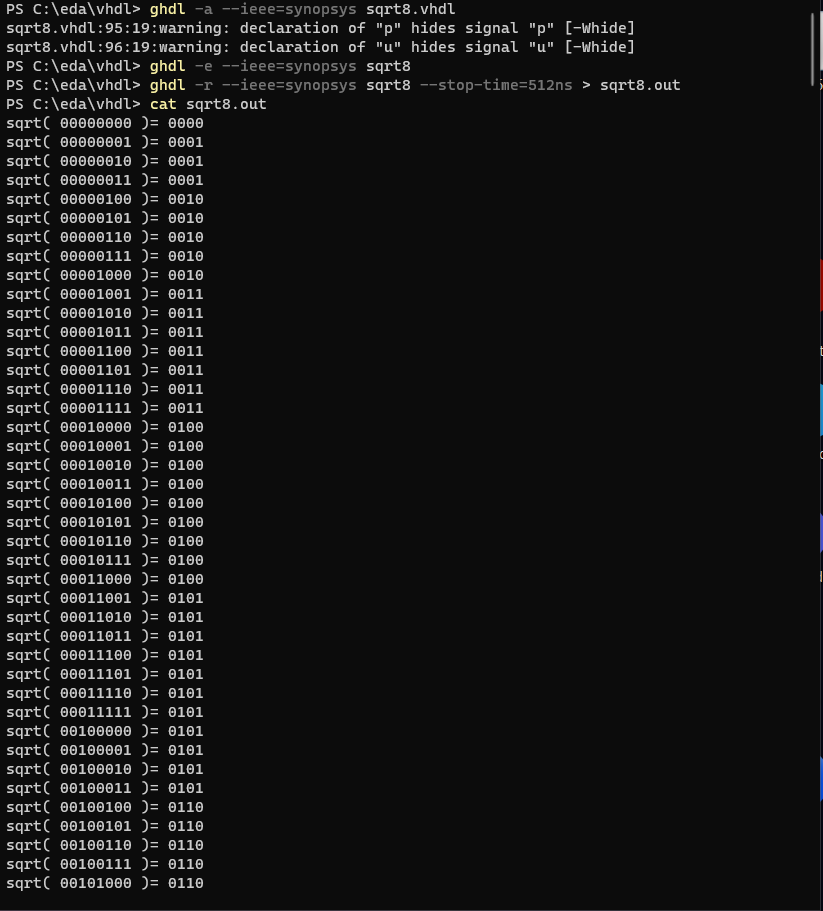 PS C:\eda\vhdl> ghdl -a --ieee=synopsys sqrt8.vhdl
sqrt8.vhdl:95:19:warning: declaration of "p" hides signal "p" [-Whide]
sqrt8.vhdl:96:19:warning: declaration of "u" hides signal "u" [-Whide]
PS C:\eda\vhdl> ghdl -e --ieee=synopsys sqrt8
PS C:\eda\vhdl> ghdl -r --ieee=synopsys sqrt8 --stop-time=512ns > sqrt8.out
PS C:\eda\vhdl> cat sqrt8.out
sqrt( 00000000 )= 0000
sqrt( 00000001 )= 0001
sqrt( 00000010 )= 0001
sqrt( 00000011 )= 0001
sqrt( 00000100 )= 0010
sqrt( 00000101 )= 0010
sqrt( 00000110 )= 0010
sqrt( 00000111 )= 0010
sqrt( 00001000 )= 0010
sqrt( 00001001 )= 0011
sqrt( 00001010 )= 0011
sqrt( 00001011 )= 0011
sqrt( 00001100 )= 0011
sqrt( 00001101 )= 0011
sqrt( 00001110 )= 0011
sqrt( 00001111 )= 0011
sqrt( 00010000 )= 0100
sqrt( 00010001 )= 0100
sqrt( 00010010 )= 0100
sqrt( 00010011 )= 0100
sqrt( 00010100 )= 0100
sqrt( 00010101 )= 0100
sqrt( 00010110 )= 0100
sqrt( 00010111 )= 0100
sqrt( 00011000 )= 0100
sqrt( 00011001 )= 0101
sqrt( 00011010 )= 0101
sqrt( 00011011 )= 0101
sqrt( 00011100 )= 0101
sqrt( 00011101 )= 0101
sqrt( 00011110 )= 0101
sqrt( 00011111 )= 0101
sqrt( 00100000 )= 0101
sqrt( 00100001 )= 0101
sqrt( 00100010 )= 0101
sqrt( 00100011 )= 0101
sqrt( 00100100 )= 0110
sqrt( 00100101 )= 0110
sqrt( 00100110 )= 0110
sqrt( 00100111 )= 0110
sqrt( 00101000 )= 0110